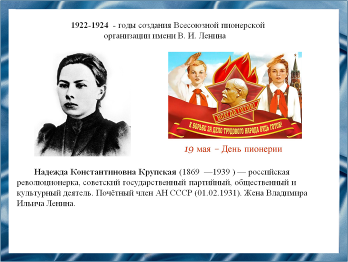 1922-1924 - годы создания Всесоюзной пионерской
организации имени В. И. Ленина
К БОРЬБЕ ЗА ДЕЛО ТРУДОВОГО НАРОДА БУДЬ ГОТОВ!
19 мая – День пионерии
Надежда Константиновна Крупская (1869 —1939 ) — российская
революционерка, советский государственный партийный, общественный и
культурный деятель. Почётный член АН СССР (01.02.1931). Жена Владимира
Ильича Ленина.